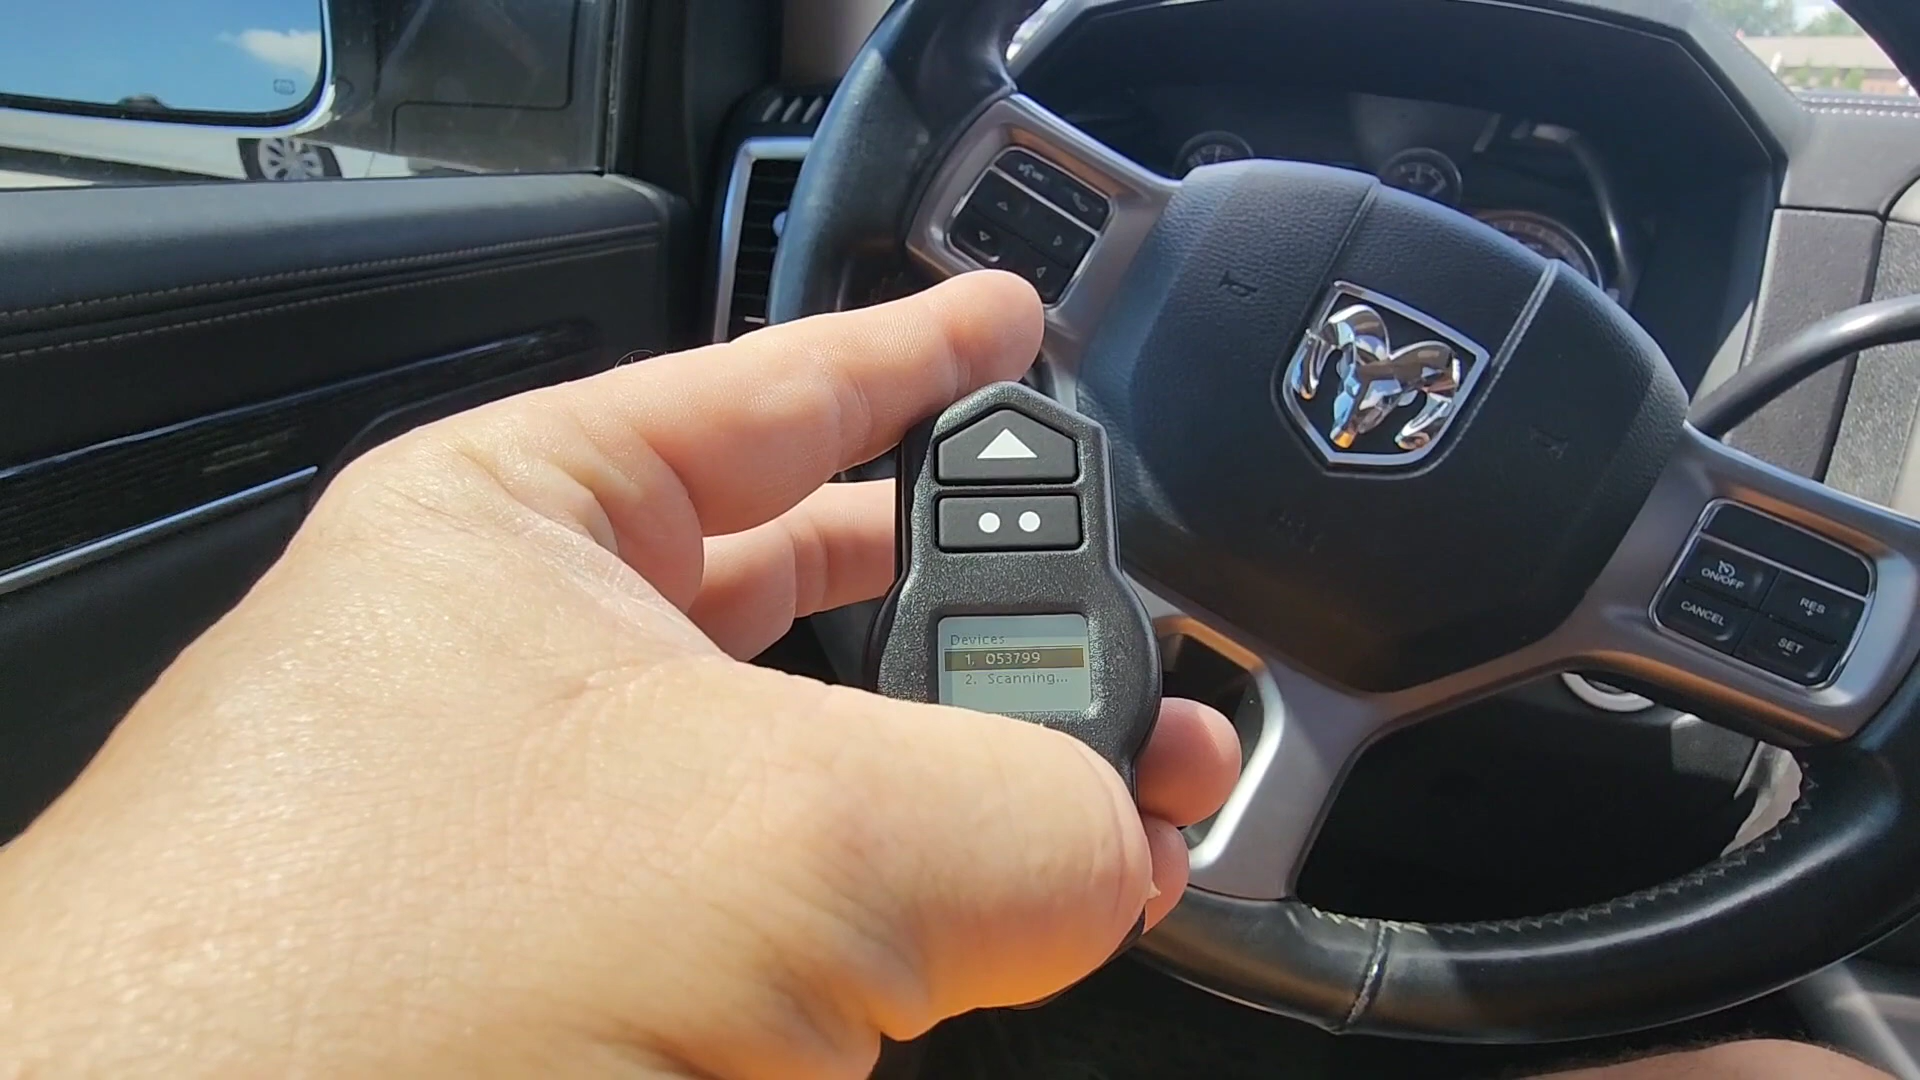 Devices
1. 053799
2. Scanning...
ON/OFF
RES
+
CANCEL
SET
-